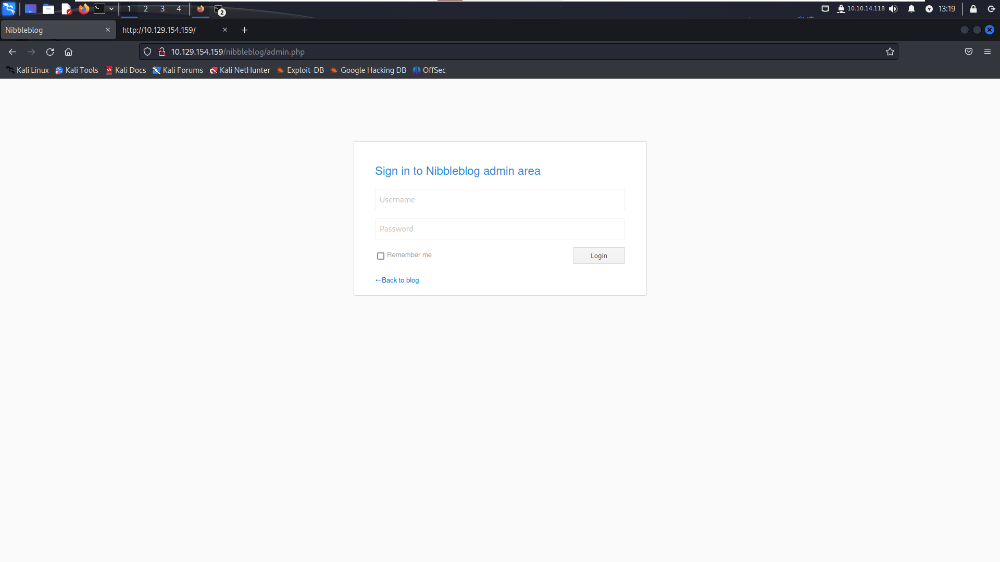 1 2 3 4 2 10.10.14.118 13:19
Nibbleblog http://10.129.154.159/
10.129.154.159/nibbleblog/admin.php
Kali Linux Kali Tools Kali Docs Kali Forums Kali NetHunter Exploit-DB Google Hacking DB OffSec
Sign in to Nibbleblog admin area
Username
Password
Remember me Login
←Back to blog